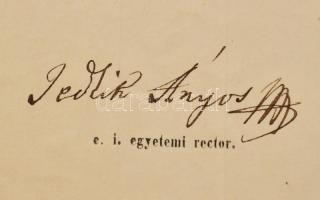 Jedlik Ányos
e. i. egyetemi rector.